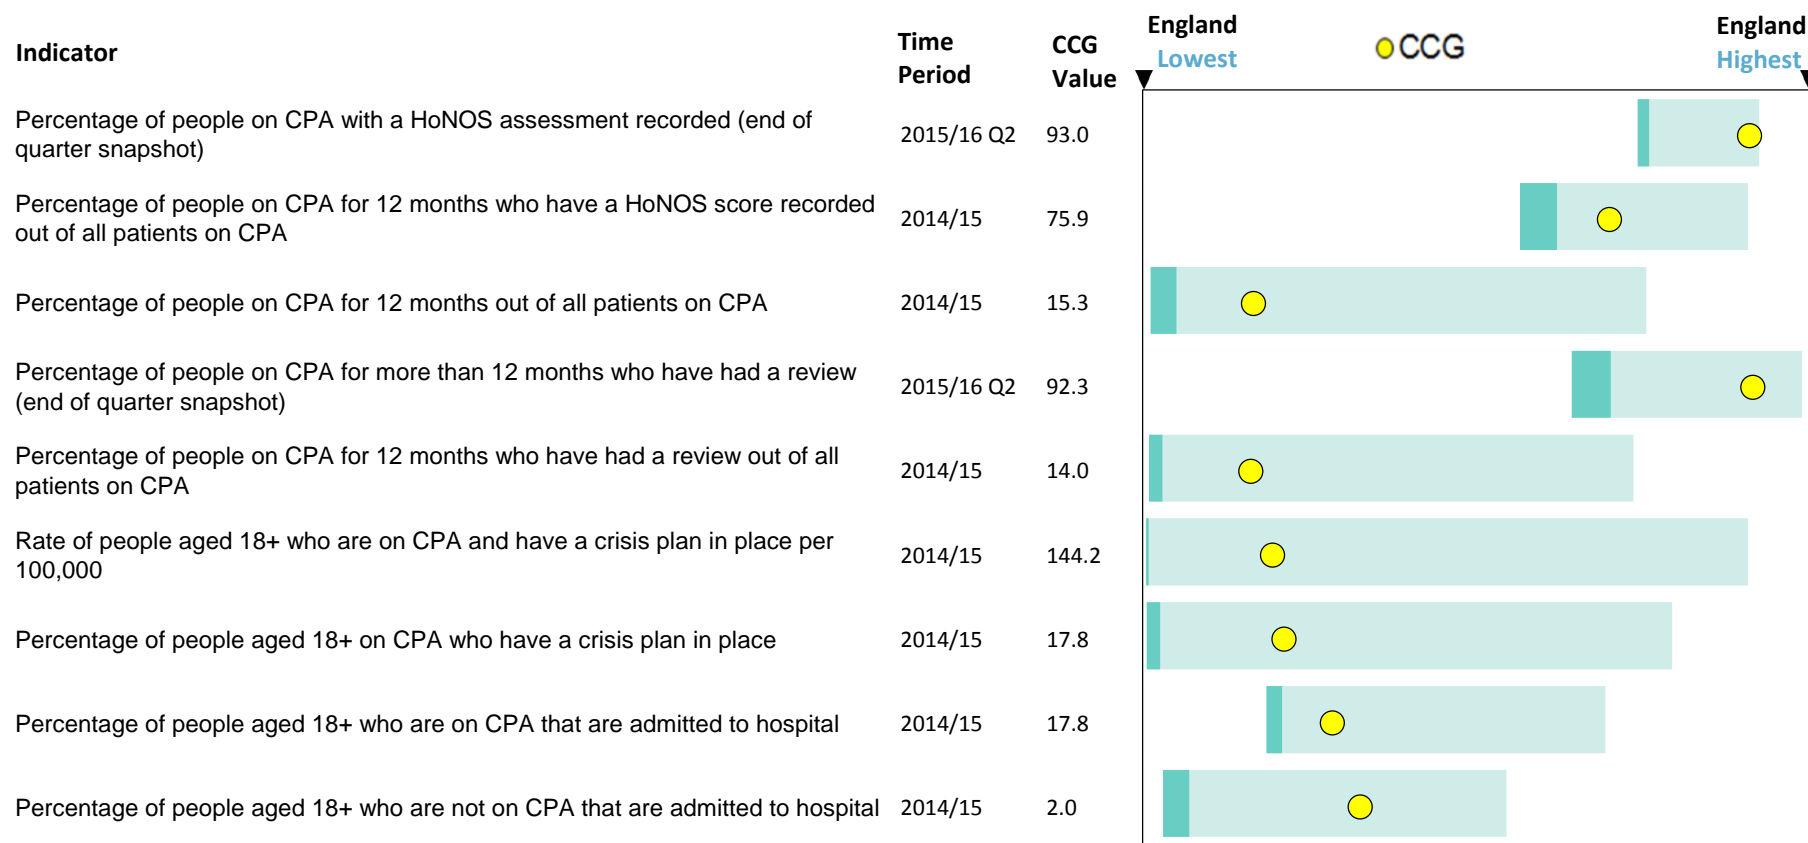 Indicator
Time
Period
CCG
Value
England
Lowest
CCG
England
Highest
Percentage of people on CPA with a HoNOS assessment recorded (end of
quarter snapshot)
2015/16 Q2
93.0
Percentage of people on CPA for 12 months who have a HoNOS score recorded
out of all patients on CPA
2014/15
75.9
Percentage of people on CPA for 12 months out of all patients on CPA
2014/15
15.3
Percentage of people on CPA for more than 12 months who have had a review
(end of quarter snapshot)
2015/16 Q2
92.3
Percentage of people on CPA for 12 months who have had a review out of all
patients on CPA
2014/15
14.0
Rate of people aged 18+ who are on CPA and have a crisis plan in place per
100,000
2014/15
144.2
Percentage of people aged 18+ on CPA who have a crisis plan in place
2014/15
17.8
Percentage of people aged 18+ who are on CPA that are admitted to hospital
2014/15
17.8
Percentage of people aged 18+ who are not on CPA that are admitted to hospital
2014/15
2.0